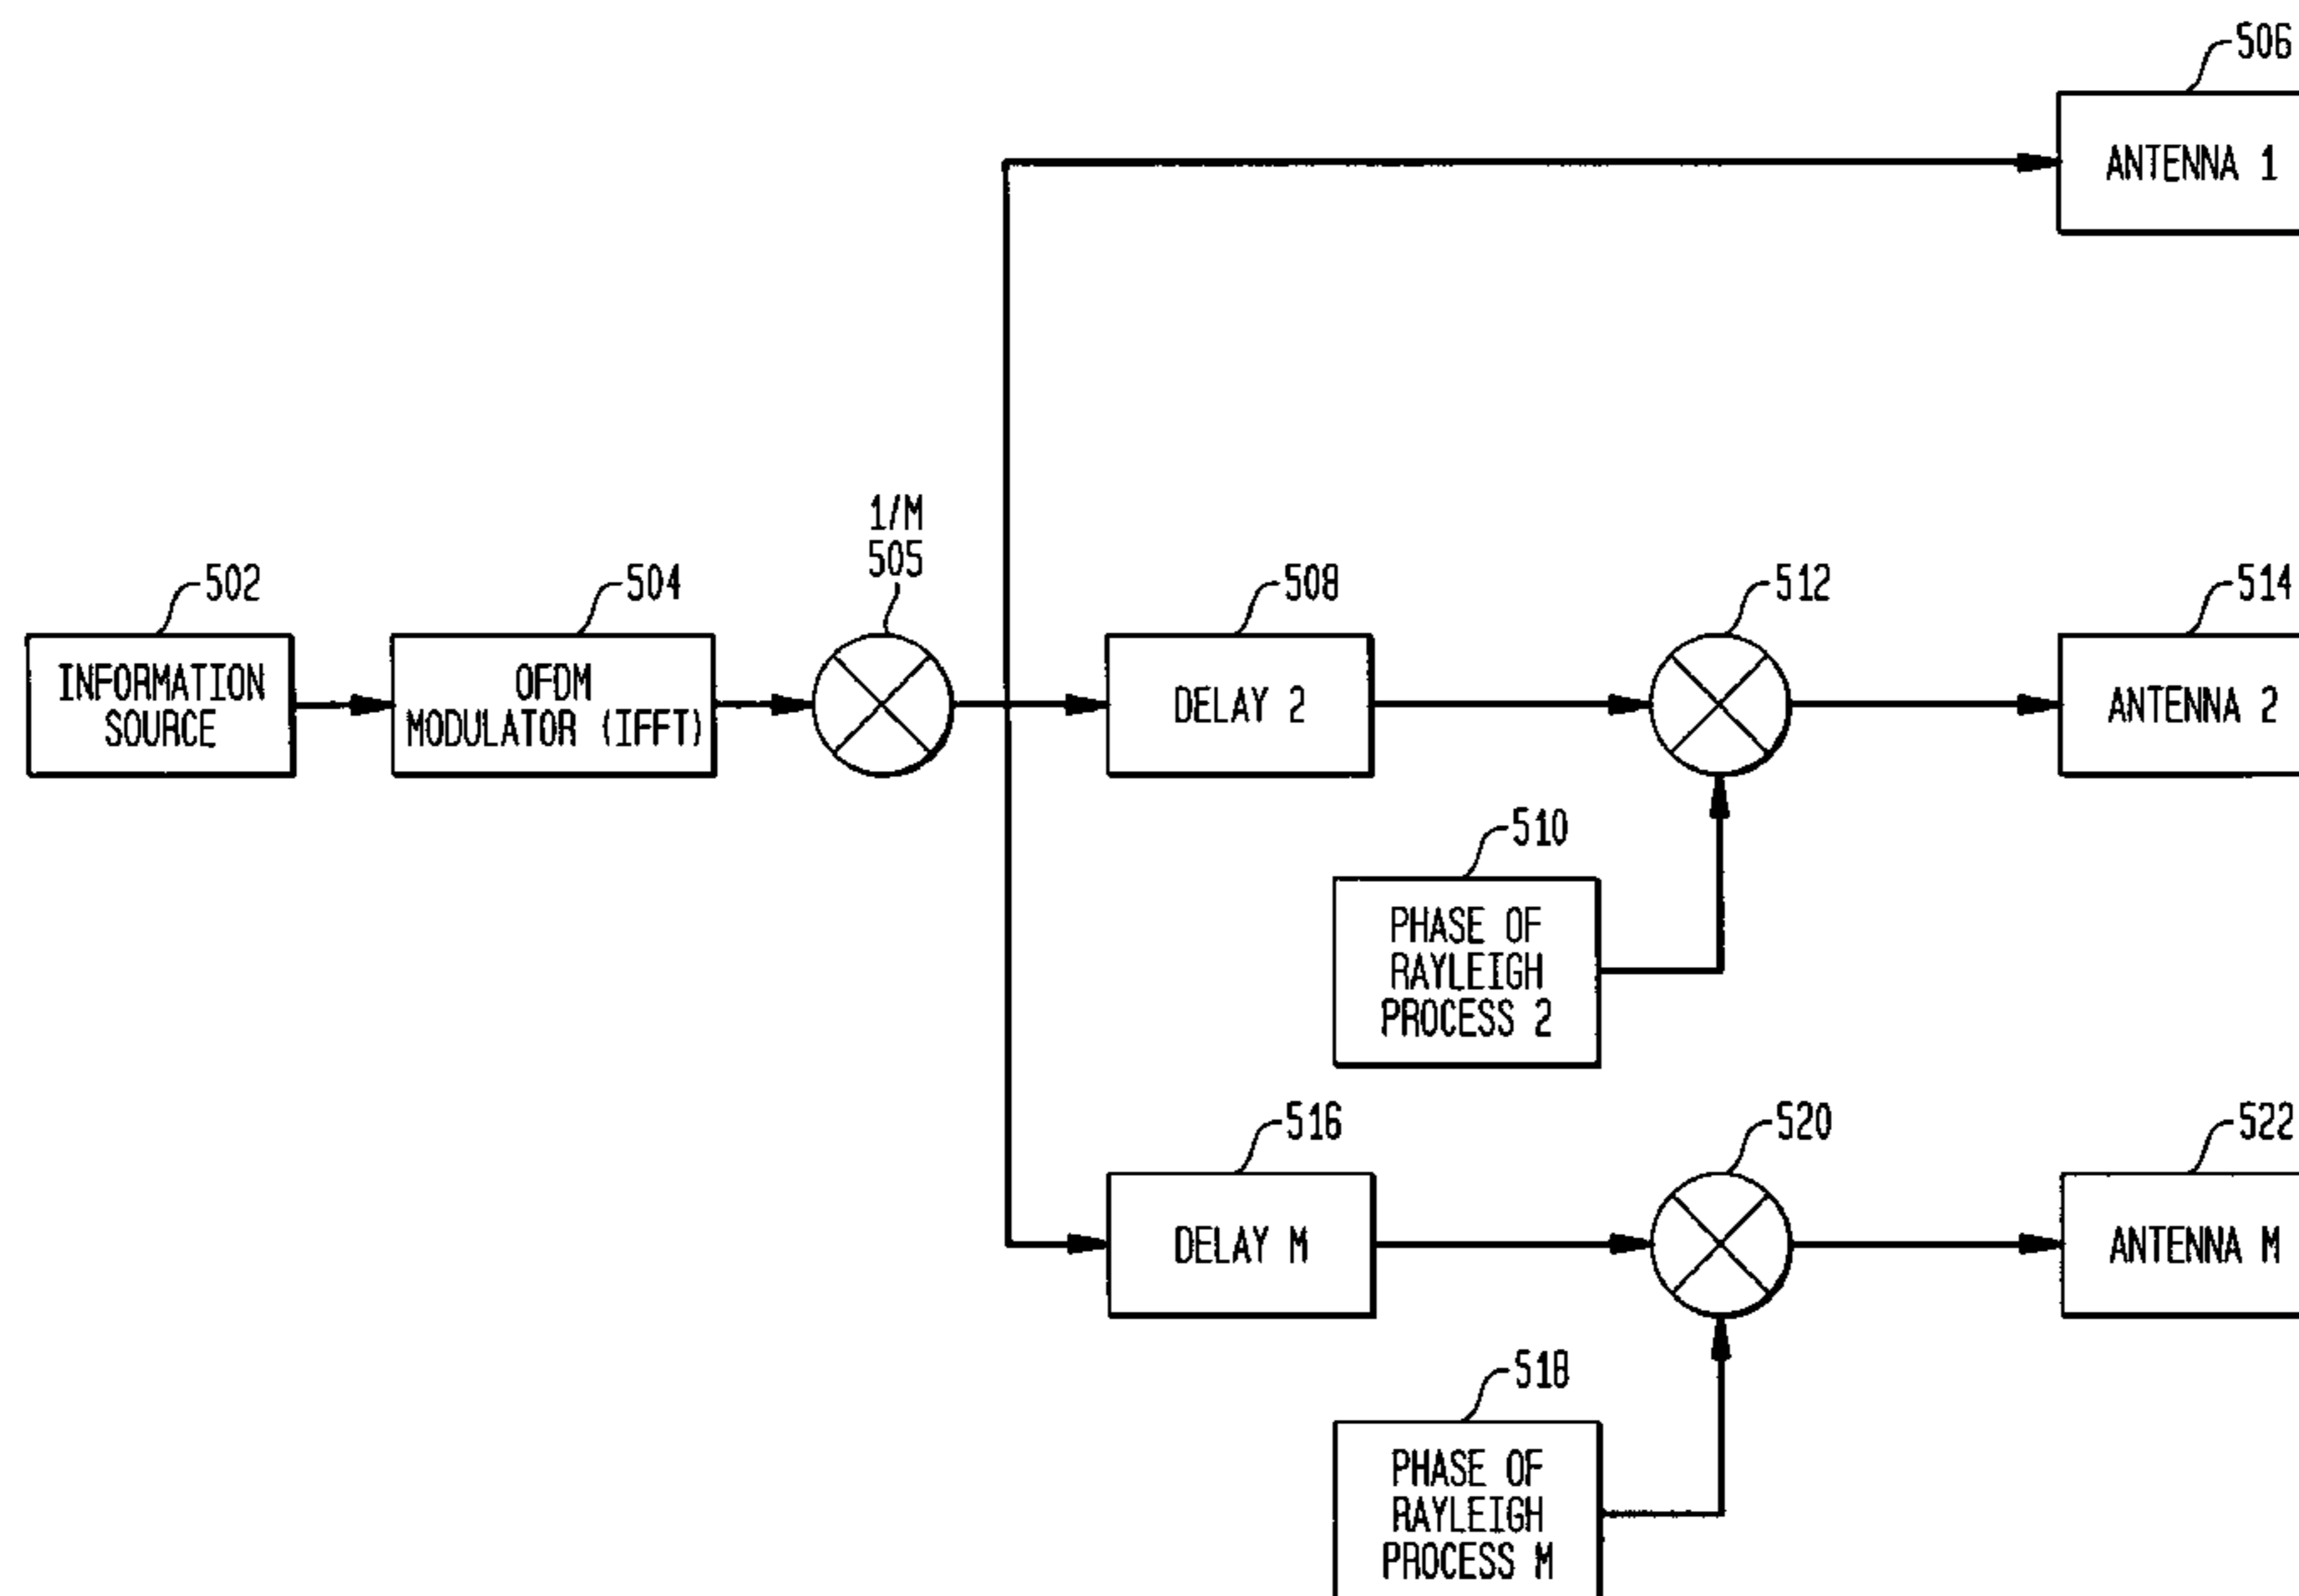 506
ANTENNA 1
1/M
505
502
504
508
512
514
INFORMATION
SOURCE
OFDM
MODULATOR (IFFT)
DELAY 2
ANTENNA 2
510
PHASE OF
RAYLEIGH
PROCESS 2
516
520
522
DELAY M
ANTENNA M
518
PHASE OF
RAYLEIGH
PROCESS M